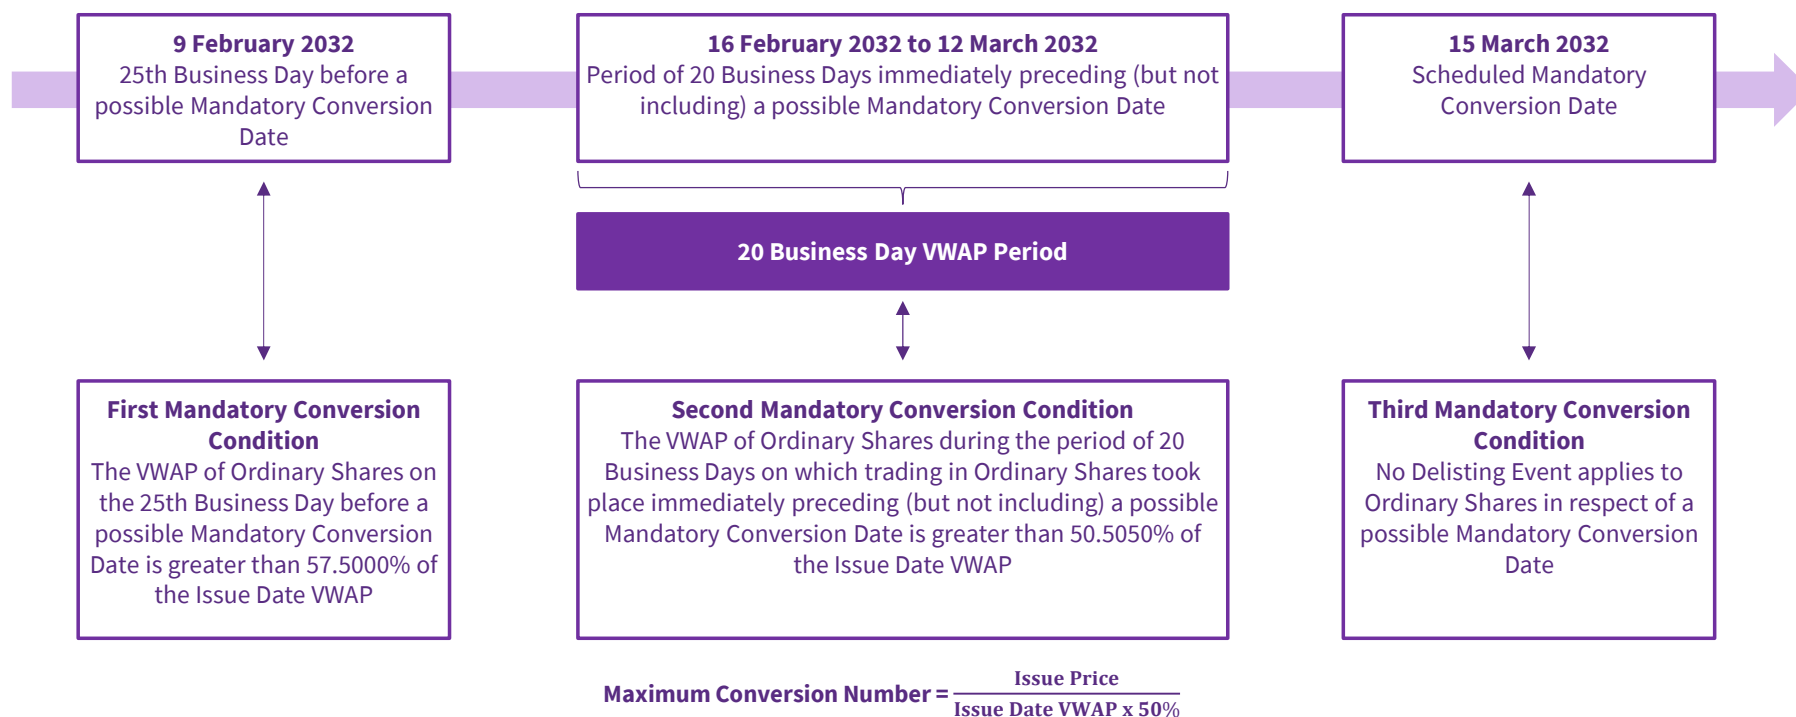 9 February 2032
25th Business Day before a
possible Mandatory Conversion
Date
16 February 2032 to 12 March 2032
Period of 20 Business Days immediately preceding (but not
including) a possible Mandatory Conversion Date
15 March 2032
Scheduled Mandatory
Conversion Date
20 Business Day VWAP Period
First Mandatory Conversion
Condition
The VWAP of Ordinary Shares on
the 25th Business Day before a
possible Mandatory Conversion
Date is greater than 57.5000% of
the Issue Date VWAP
Second Mandatory Conversion Condition
The VWAP of Ordinary Shares during the period of 20
Business Days on which trading in Ordinary Shares took
place immediately preceding (but not including) a possible
Mandatory Conversion Date is greater than 50.5050% of
the Issue Date VWAP
Third Mandatory Conversion
Condition
No Delisting Event applies to
Ordinary Shares in respect of a
possible Mandatory Conversion
Date
Issue Price
Maximum Conversion Number =
Issue Date VWAP x 50%